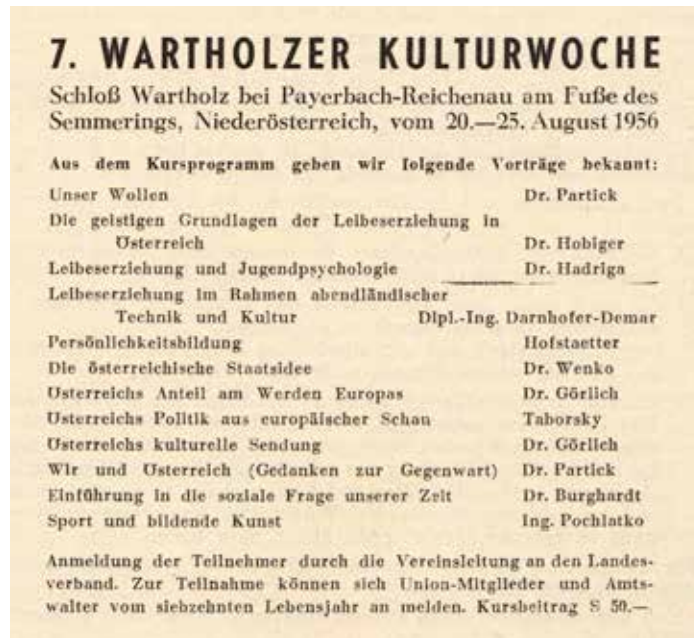 7. WARTHOLZER KULTURWOCHE
Schloß Wartholz bei Payerbach-Reichenau am Fuße des
Semmerings, Niederösterreich, vom 20.—25. August 1956
Aus dem Kursprogramm geben wir folgende Vorträge bekannt:
Unser Wollen Dr. Partick
Die geistigen Grundlagen der Leibeserziehung in
Österreich Dr. Hobiger
Leibeserziehung und Jugendpsychologie Dr. Hadriga
Leibeserziehung im Rahmen abendländischer
Technik und Kultur Dipl.-Ing. Darnhofer-Demar
Persönlichkeitsbildung Hofstaetter
Die österreichische Staatsidee Dr. Wenko
Österreichs Anteil am Werden Europas Dr. Görlich
Österreichs Politik aus europäischer Schau Taborsky
Österreichs kulturelle Sendung Dr. Görlich
Wir und Österreich (Gedanken zur Gegenwart) Dr. Partick
Einführung in die soziale Frage unserer Zeit Dr. Burghardt
Sport und bildende Kunst Ing. Pochlatko
Anmeldung der Teilnehmer durch die Vereinsleitung an den Landes-
verband. Zur Teilnahme können sich Union-Mitglieder und Amts-
walter vom siebzehnten Lebensjahr an melden. Kursbeitrag S 50.—